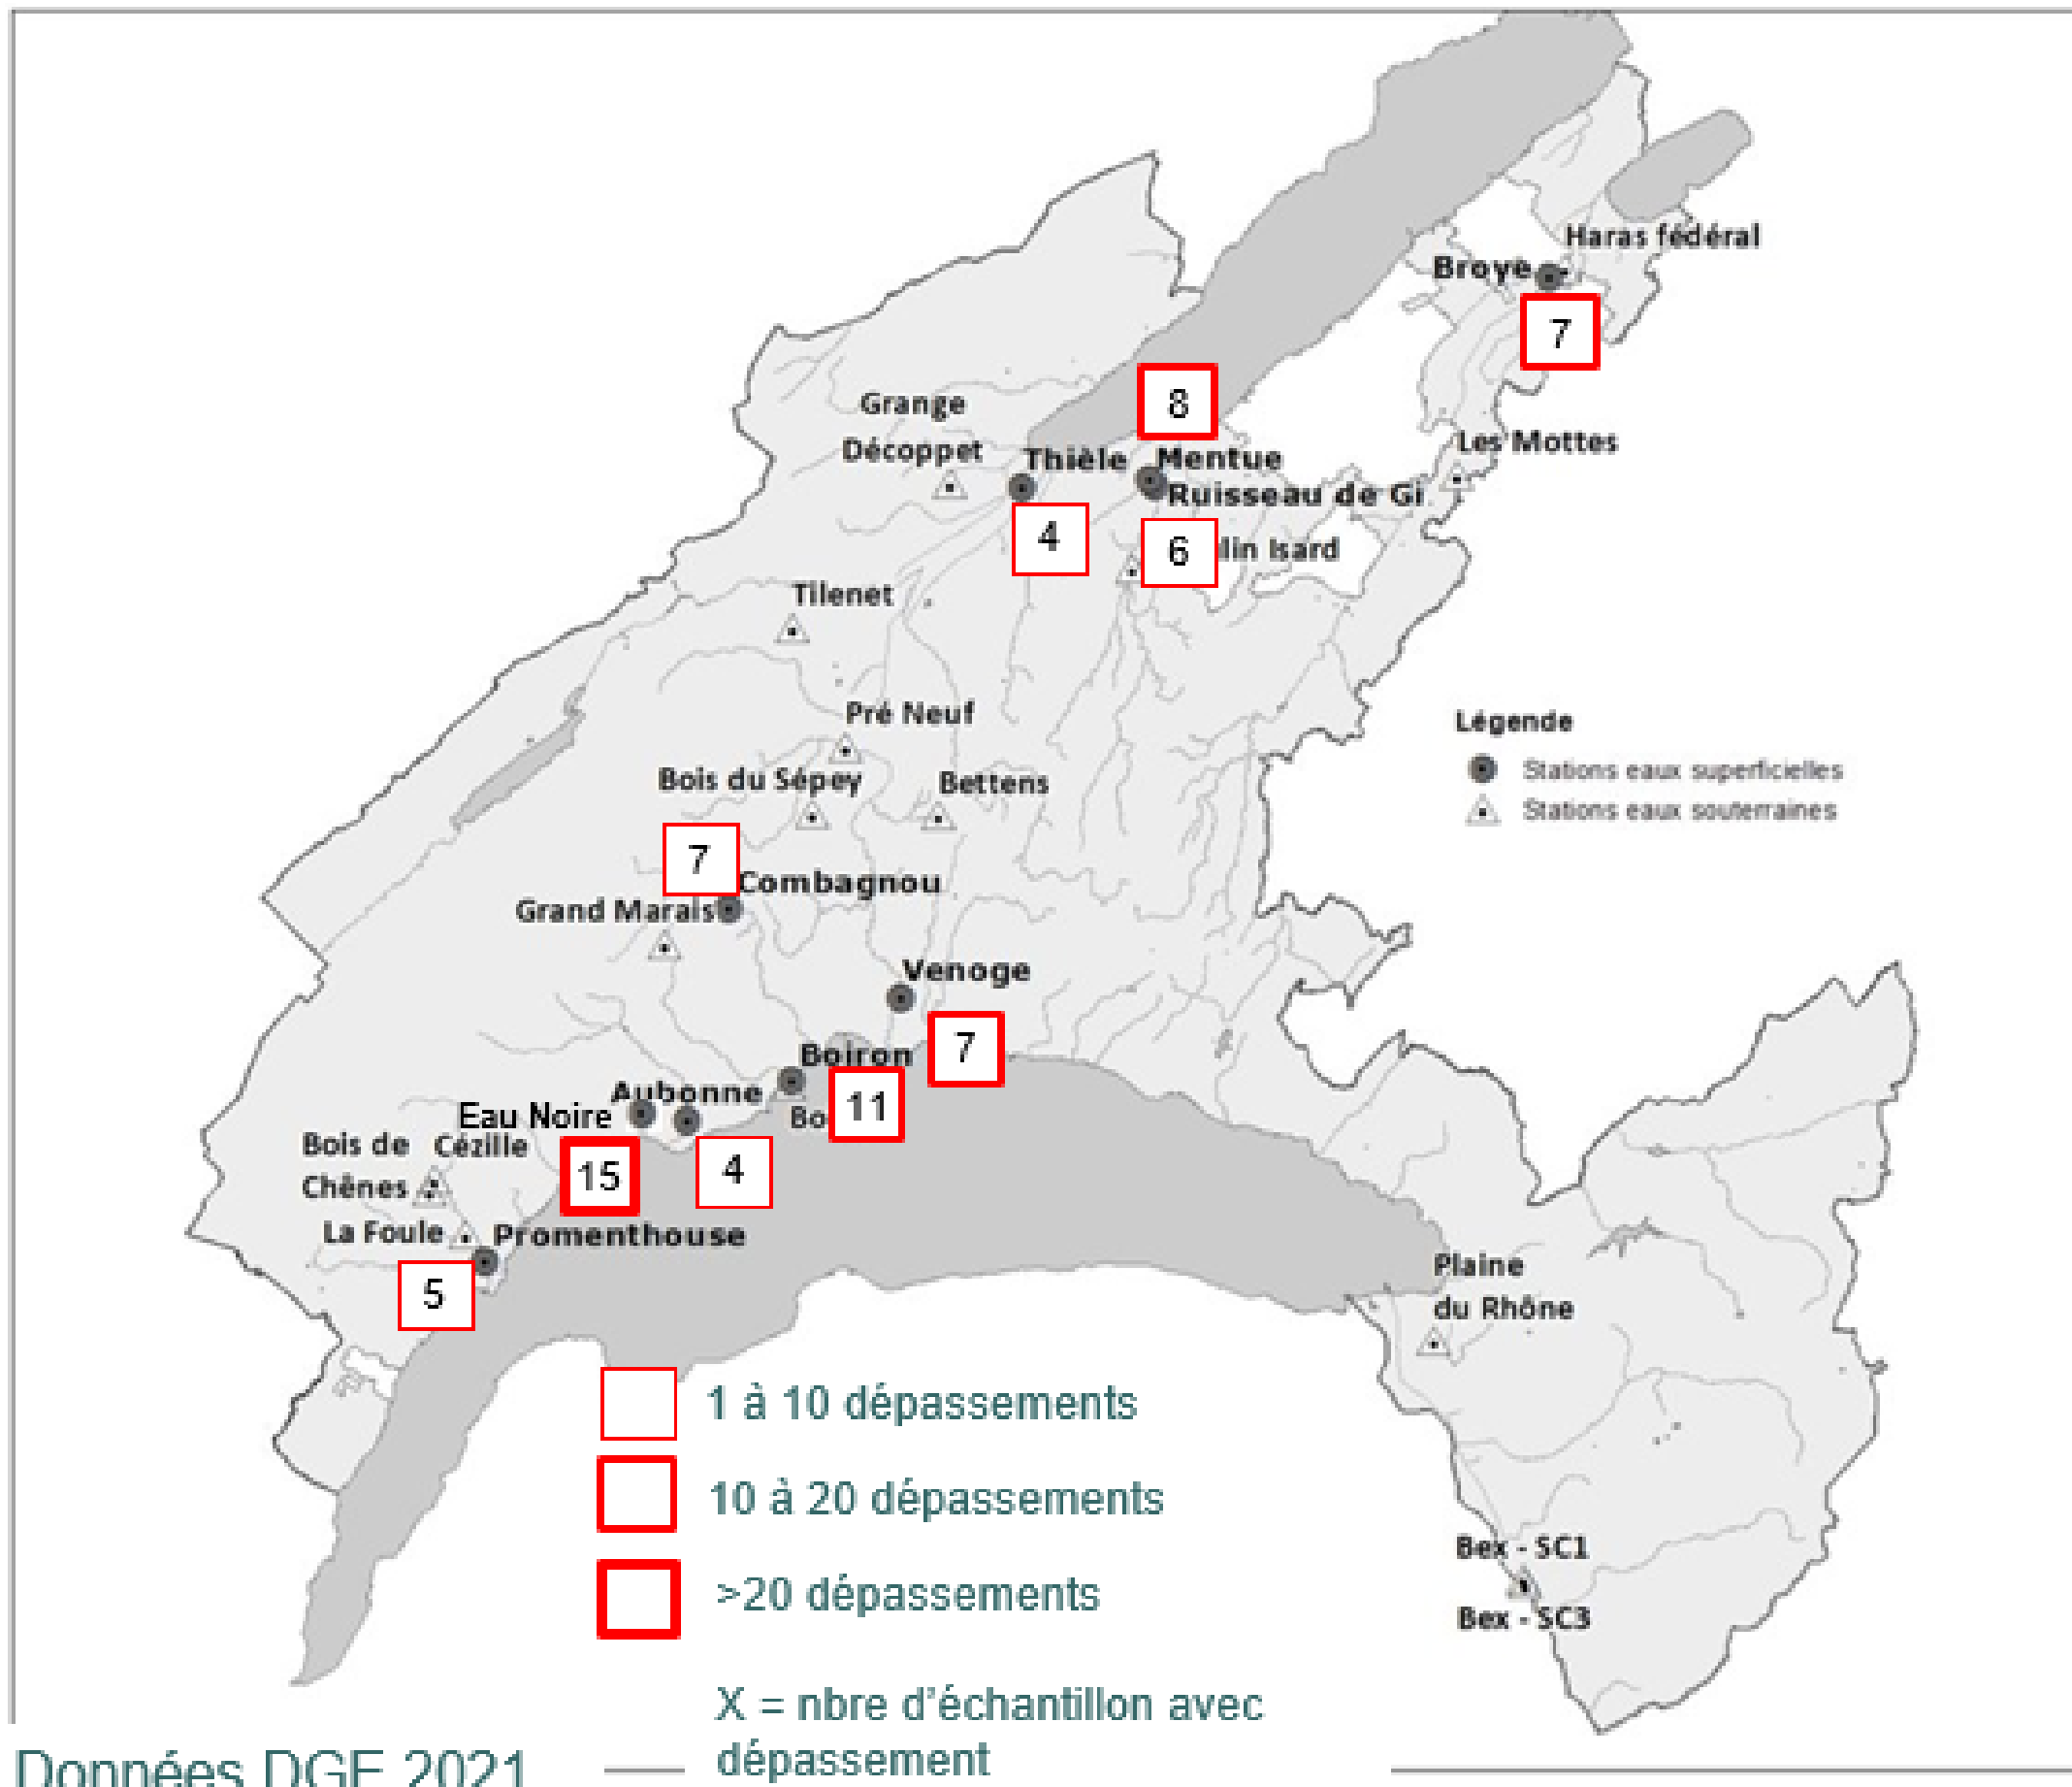 Haras fédéral
Broye
7
8
Grange
Décoppet
Thièle
Mentue
Les Mottes
Ruisseau de Gi
4
6
lin Isard
Tilenet
Pré Neuf
Légende
Stations eaux superficielles
Stations eaux souterraines
Bois du Sépey
Bettens
7
Combagnou
Grand Marais
Venoge
7
Boiron
11
Bo
Aubonne
Eau Noire
Bois de
Chênes
Cézille
15
4
La Foule
Promenthouse
5
Plaine
du Rhône
1 à 10 dépassements
10 à 20 dépassements
>20 dépassements
Bex - SC1
Bex - SC3
X = nbre d'échantillon avec
dépassement
Données DGE 2021